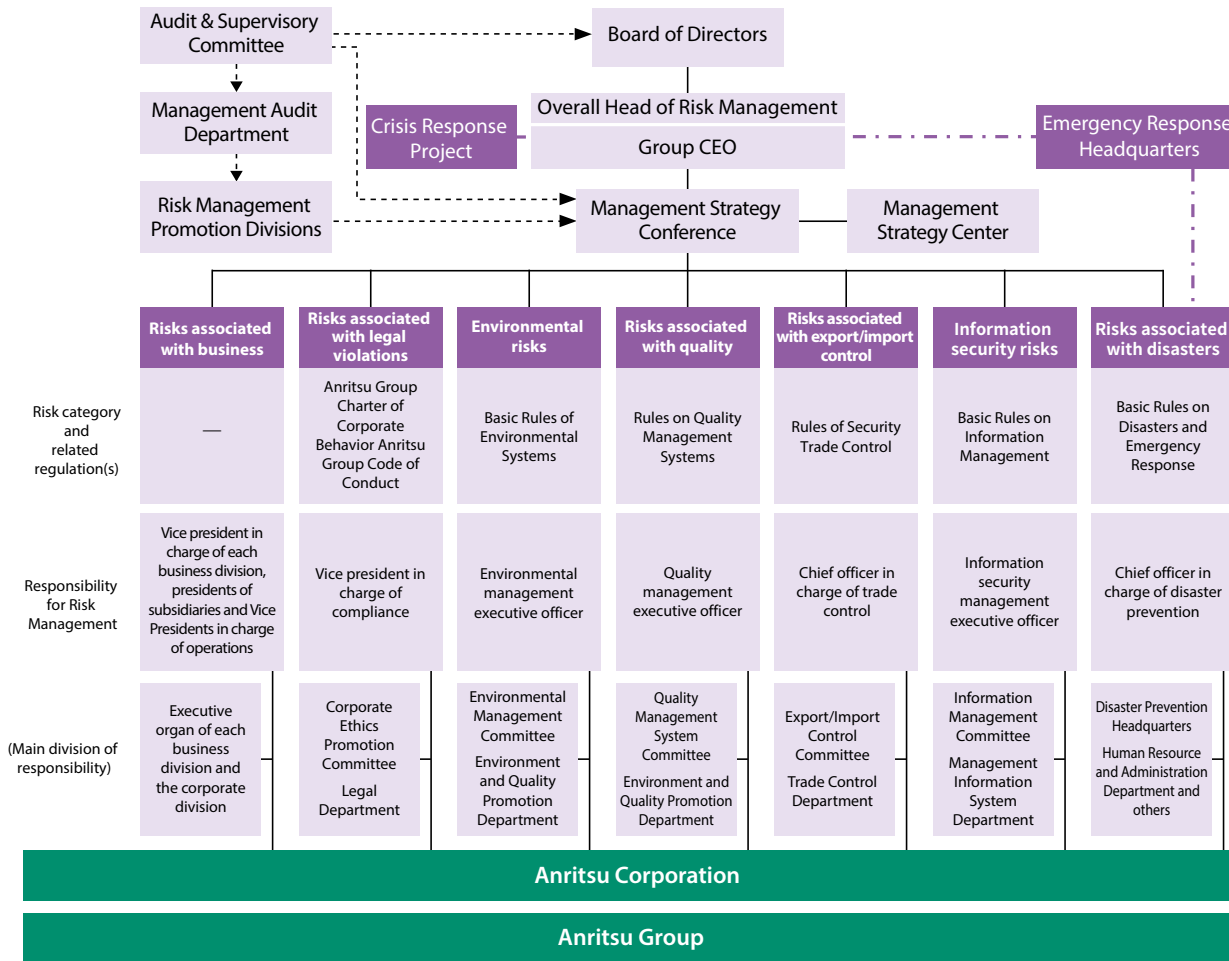 Audit & Supervisory
Committee
Board of Directors
Management Audit
Department
Crisis Response
Project
Overall Head of Risk Management
Group CEO
Emergency Response
Headquarters
Risk Management
Promotion Divisions
Management Strategy
Conference
Management
Strategy Center
Risks associated
with business
Risks associated
with legal
violations
Environmental
risks
Risks associated
with quality
Risks associated
with export/import
control
Information
security risks
Risks associated
with disasters
Risk category
and
related
regulation(s)
—
Anritsu Group
Charter of
Corporate
Behavior Anritsu
Group Code of
Conduct
Basic Rules of
Environmental
Systems
Rules on Quality
Management
Systems
Rules of Security
Trade Control
Basic Rules on
Information
Management
Basic Rules on
Disasters and
Emergency
Response
Responsibility
for Risk
Management
Vice president in
charge of each
business division,
presidents of
subsidiaries and Vice
Presidents in charge
of operations
Vice president in
charge of
compliance
Environmental
management
executive officer
Quality
management
executive officer
Chief officer in
charge of trade
control
Information
security
management
executive officer
Chief officer in
charge of disaster
prevention
(Main division of
responsibility)
Executive
organ of each
business
division and
the corporate
division
Corporate
Ethics
Promotion
Committee
Legal
Department
Environmental
Management
Committee
Environment
and Quality
Promotion
Department
Quality
Management
System
Committee
Environment and
Quality Promotion
Department
Export/Import
Control
Committee
Trade Control
Department
Information
Management
Committee
Management
Information
System
Department
Disaster Prevention
Headquarters
Human Resource
and Administration
Department and
others
Anritsu Corporation
Anritsu Group